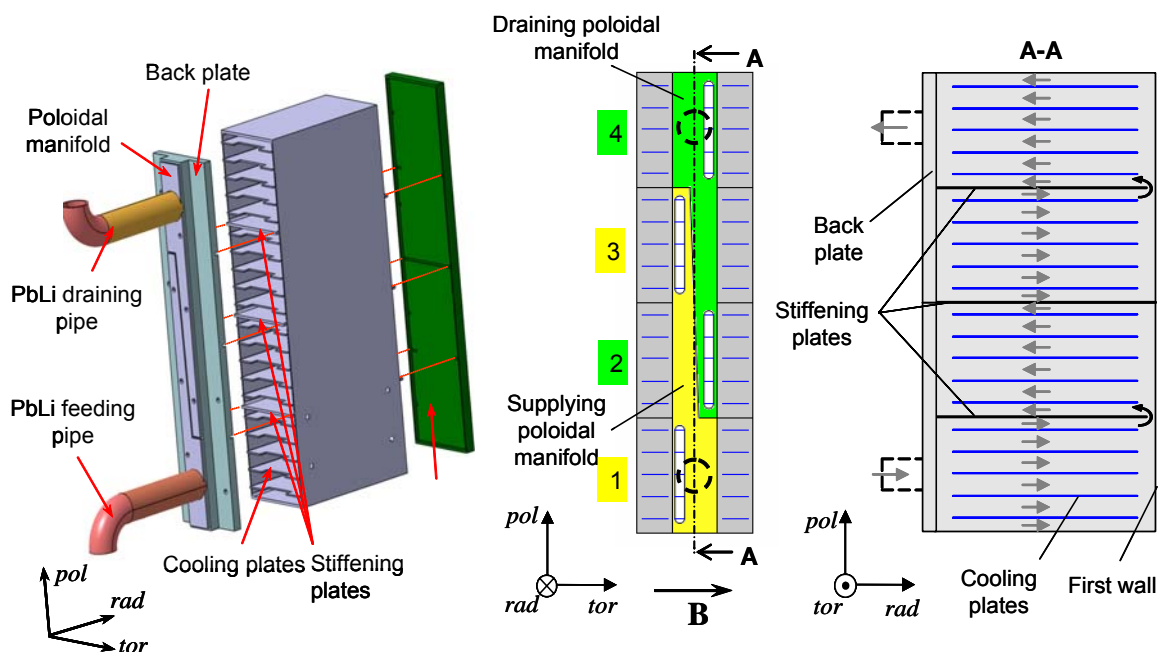 Back plate
Poloidal
manifold
PbLi draining
pipe
PbLi feeding
pipe
Cooling plates
Stiffening
plates
pol
rad
tor
Draining poloidal
manifold
A
4
3
2
1
Supplying
poloidal
manifold
A
pol
rad
tor
B
A-A
Back
plate
Stiffening
plates
pol
tor
rad
Cooling
plates
First wall